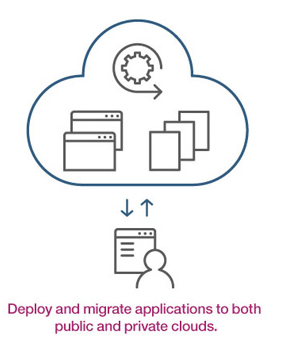 Deploy and migrate applications to both
public and private clouds.